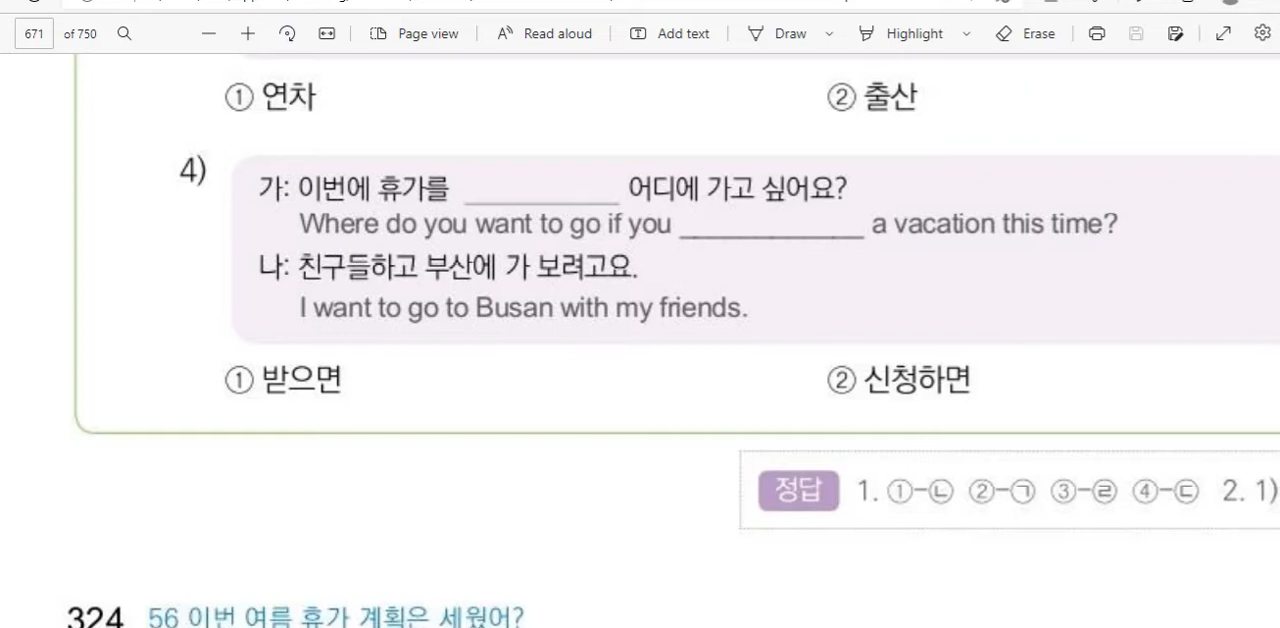 671 of 750 Page view Read aloud Add text Draw Highlight Erase
① 연차 ② 출산
4)
가: 이번에 휴가를 __________ 어디에 가고 싶어요?
Where do you want to go if you ____________ a vacation this time?
나: 친구들하고 부산에 가 보려고요.
I want to go to Busan with my friends.
① 받으면 ② 신청하면
정답 1. ①-㉡ ②-㉠ ③-㉣ ④-㉢ 2. 1)
324 56 이번 여름 휴가 계획은 세웠어?